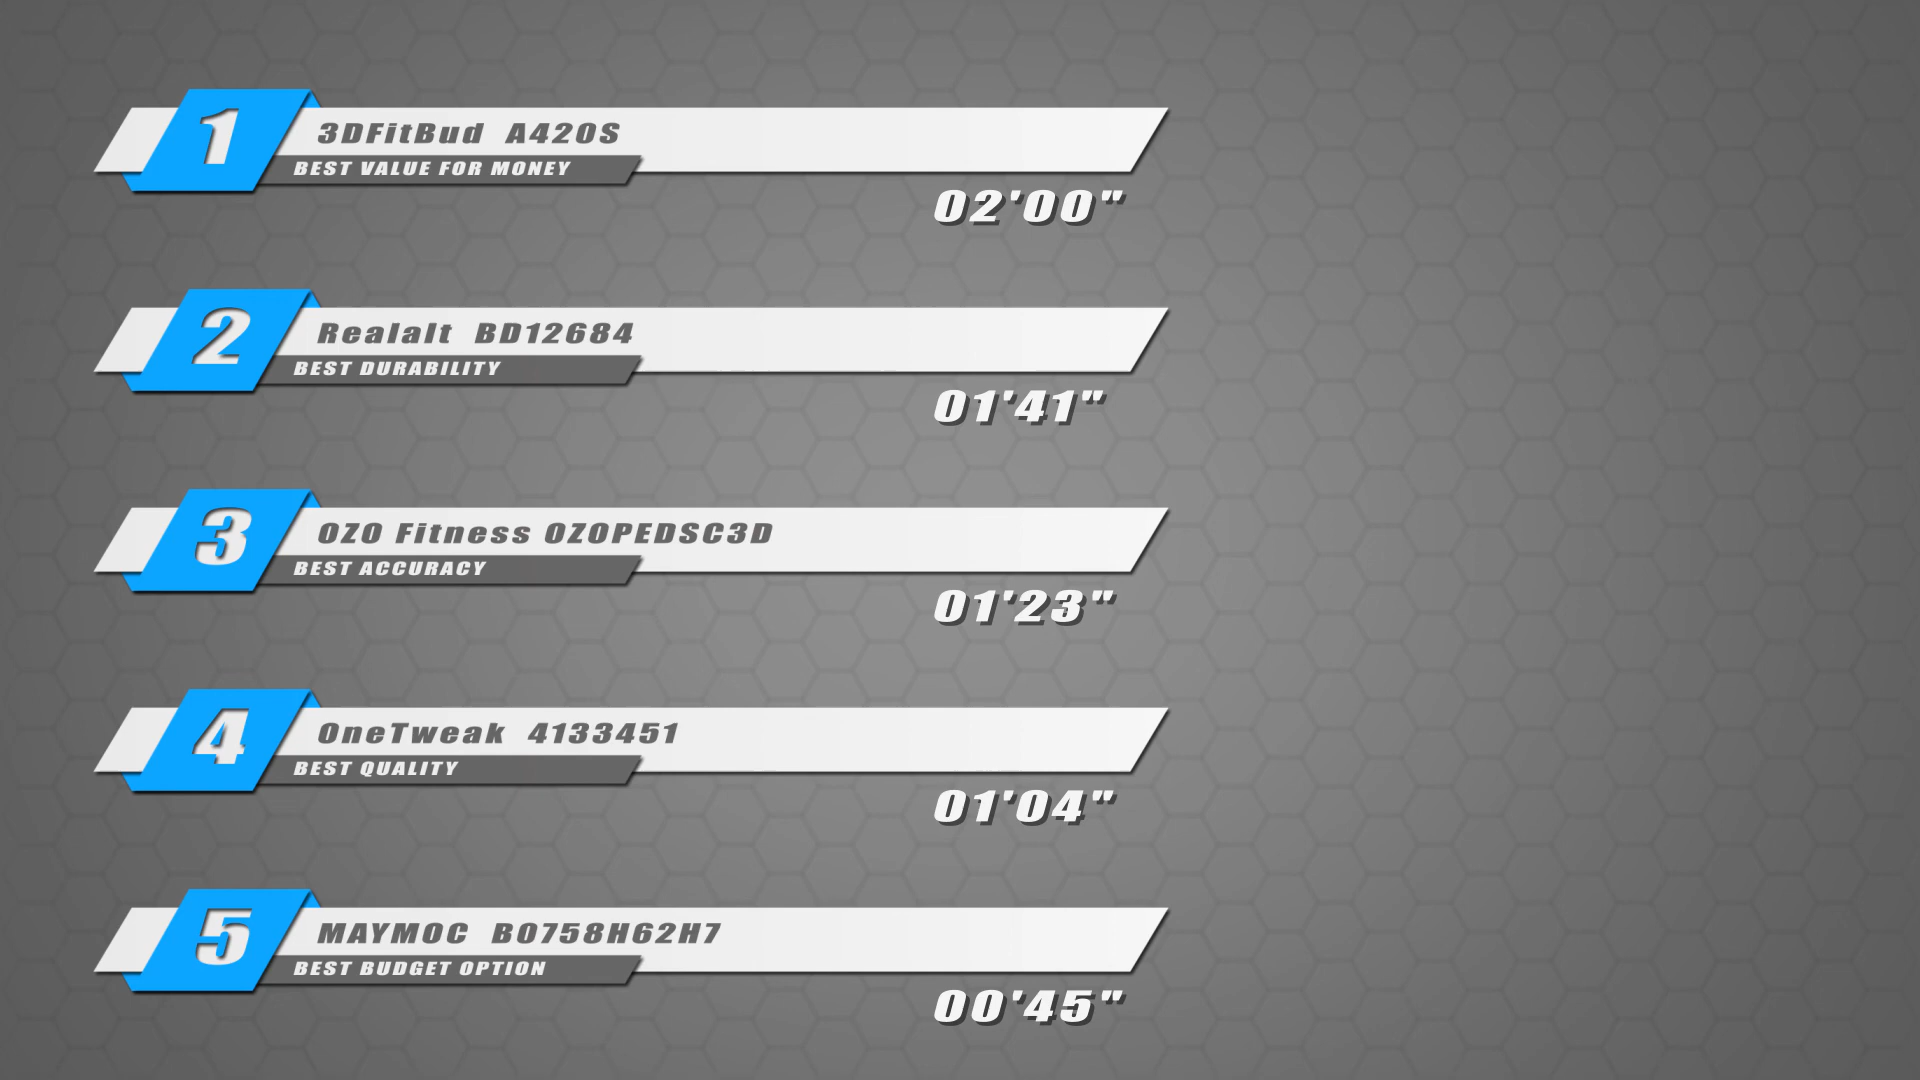 1
3DFitBud A420S
BEST VALUE FOR MONEY
02'00"
2
Realalt BD12684
BEST DURABILITY
01'41"
3
OZO Fitness OZOPEDSC3D
BEST ACCURACY
01'23"
4
OneTweak 4133451
BEST QUALITY
01'04"
5
MAYMOC B0758H62H7
BEST BUDGET OPTION
00'45"